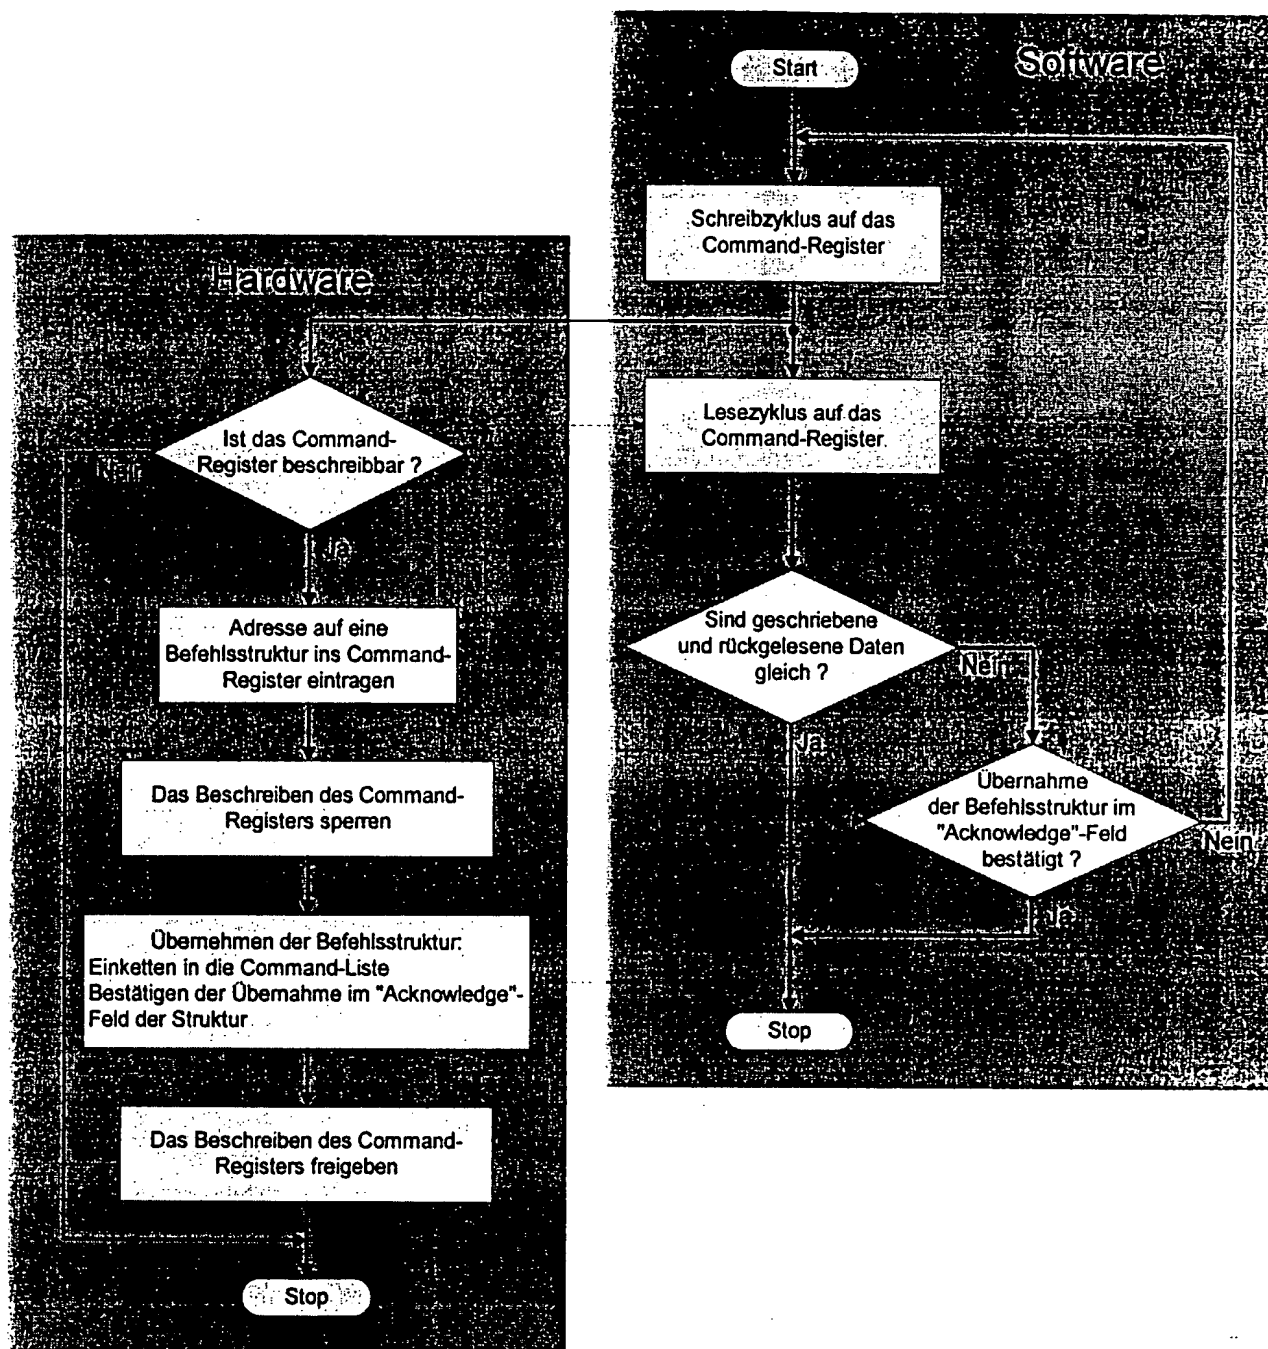 Software
Start
Schreibzyklus auf das
Command-Register
Lesezyklus auf das
Command-Register
Sind geschriebene
und rückgelesene Daten
gleich ?
Nein
Ja
Übernahme
der Befehlsstruktur im
"Acknowledge"-Feld
bestätigt ?
Nein
Ja
Stop
Hardware
Ist das Command-
Register beschreibbar ?
Nein
Ja
Adresse auf eine
Befehlsstruktur ins Command-
Register eintragen
Das Beschreiben des Command-
Registers sperren
Übernehmen der Befehlsstruktur:
Einketten in die Command-Liste
Bestätigen der Übernahme im "Acknowledge"-
Feld der Struktur
Das Beschreiben des Command-
Registers freigeben
Stop